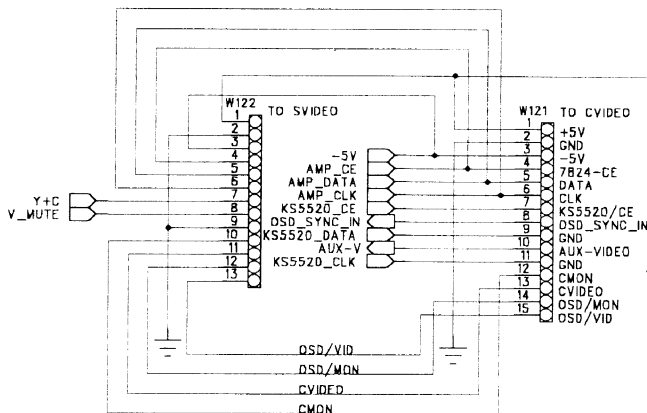 W122
TO SVIDEO
1
2
3
4
5
6
7
8
9
10
11
12
13
Y+C
V_MUTE
-5V
AMP_CE
AMP_DATA
AMP_CLK
KS5520_CE
OSD_SYNC_IN
KS5520_DATA
AUX-V
KS5520_CLK
W121
TO CVIDEO
1
2 +5V
3 GND
4 -5V
5 7824-CE
6 DATA
7 CLK
8 KS5520/CE
9 OSD_SYNC_IN
10 GND
11 AUX-VIDEO
12 GND
13 CMON
14 CVIDEO
15 OSD/MON
OSD/VID
OSD/VID
OSD/MON
CVIDEO
CMON